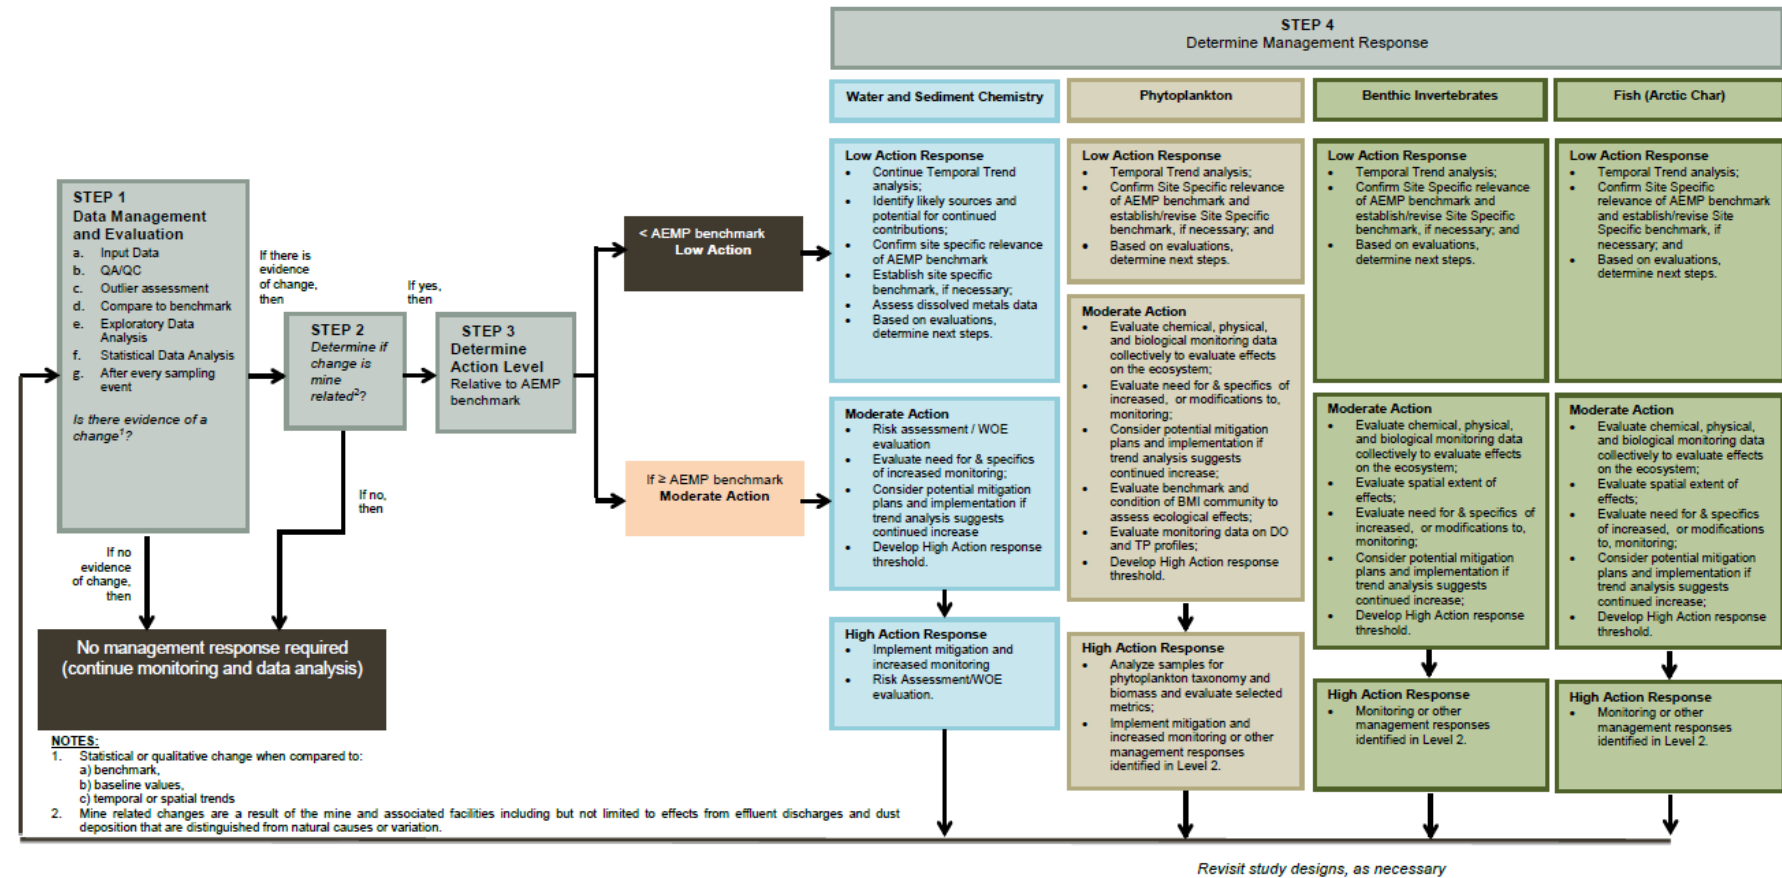 STEP 4
Determine Management Response
Water and Sediment Chemistry
Phytoplankton
Benthic Invertebrates
Fish (Arctic Char)
STEP 1
Data Management
and Evaluation
a. Input Data
b. QA/QC
c. Outlier assessment
d. Compare to benchmark
e. Exploratory Data
Analysis
f. Statistical Data Analysis
g. After every sampling
event
Is there evidence of a
change¹?
If there is
evidence
of change,
then
STEP 2
Determine if
change is
mine
related²?
If yes,
then
STEP 3
Determine
Action Level
Relative to AEMP
benchmark
If no,
then
If no
evidence
of change,
then
No management response required
(continue monitoring and data analysis)
< AEMP benchmark
Low Action
If ≥ AEMP benchmark
Moderate Action
Low Action Response
• Continue Temporal Trend
analysis;
• Identify likely sources and
potential for continued
contributions;
• Confirm site specific relevance
of AEMP benchmark
• Establish site specific
benchmark, if necessary;
• Assess dissolved metals data
• Based on evaluations,
determine next steps.
Moderate Action
• Risk assessment / WOE
evaluation
• Evaluate need for & specifics
of increased monitoring;
• Consider potential mitigation
plans and implementation if
trend analysis suggests
continued increase
• Develop High Action response
threshold.
High Action Response
• Implement mitigation and
increased monitoring
• Risk Assessment/WOE
evaluation.
Low Action Response
• Temporal Trend analysis;
• Confirm Site Specific relevance
of AEMP benchmark and
establish/revise Site Specific
benchmark, if necessary; and
• Based on evaluations,
determine next steps.
Moderate Action
• Evaluate chemical, physical,
and biological monitoring data
collectively to evaluate effects
on the ecosystem;
• Evaluate need for & specifics of
increased, or modifications to,
monitoring;
• Consider potential mitigation
plans and implementation if
trend analysis suggests
continued increase;
• Evaluate benchmark and
condition of BMI community to
assess ecological effects;
• Evaluate monitoring data on DO
and TP profiles;
• Develop High Action response
threshold.
High Action Response
• Analyze samples for
phytoplankton taxonomy and
biomass and evaluate selected
metrics;
• Implement mitigation and
increased monitoring or other
management responses
identified in Level 2.
Low Action Response
• Temporal Trend analysis;
• Confirm Site Specific relevance
of AEMP benchmark and
establish/revise Site Specific
benchmark, if necessary; and
• Based on evaluations,
determine next steps.
Moderate Action
• Evaluate chemical, physical,
and biological monitoring data
collectively to evaluate effects
on the ecosystem;
• Evaluate spatial extent of
effects;
• Evaluate need for & specifics of
increased, or modifications to,
monitoring;
• Consider potential mitigation
plans and implementation if
trend analysis suggests
continued increase;
• Develop High Action response
threshold.
High Action Response
• Monitoring or other
management responses
identified in Level 2.
Low Action Response
• Temporal Trend analysis;
• Confirm Site Specific
relevance of AEMP benchmark
and establish/revise Site
Specific benchmark, if
necessary; and
• Based on evaluations,
determine next steps.
Moderate Action
• Evaluate chemical, physical,
and biological monitoring data
collectively to evaluate effects
on the ecosystem;
• Evaluate spatial extent of
effects;
• Evaluate need for & specifics
of increased, or modifications
to, monitoring;
• Consider potential mitigation
plans and implementation if
trend analysis suggests
continued increase;
• Develop High Action response
threshold.
High Action Response
• Monitoring or other
management responses
identified in Level 2.
NOTES:
1. Statistical or qualitative change when compared to:
a) benchmark,
b) baseline values,
c) temporal or spatial trends
2. Mine related changes are a result of the mine and associated facilities including but not limited to effects from effluent discharges and dust
deposition that are distinguished from natural causes or variation.
Revisit study designs, as necessary